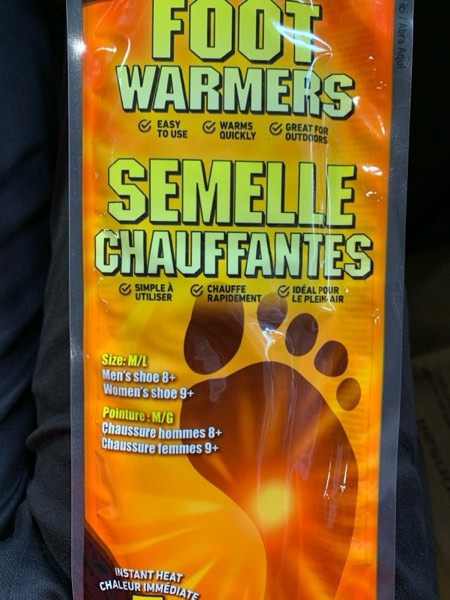 FOOT
WARMERS
EASY TO USE
WARMS QUICKLY
GREAT FOR OUTDOORS
SEMELLE
CHAUFFANTES
SIMPLE À UTILISER
CHAUFFE RAPIDEMENT
IDÉAL POUR LE PLEIN-AIR
Size: M/L
Men's shoe 8+
Women's shoe 9+
Pointure : M/G
Chaussure hommes 8+
Chaussure femmes 9+
INSTANT HEAT
CHALEUR IMMÉDIATE
/ Abra Aquí